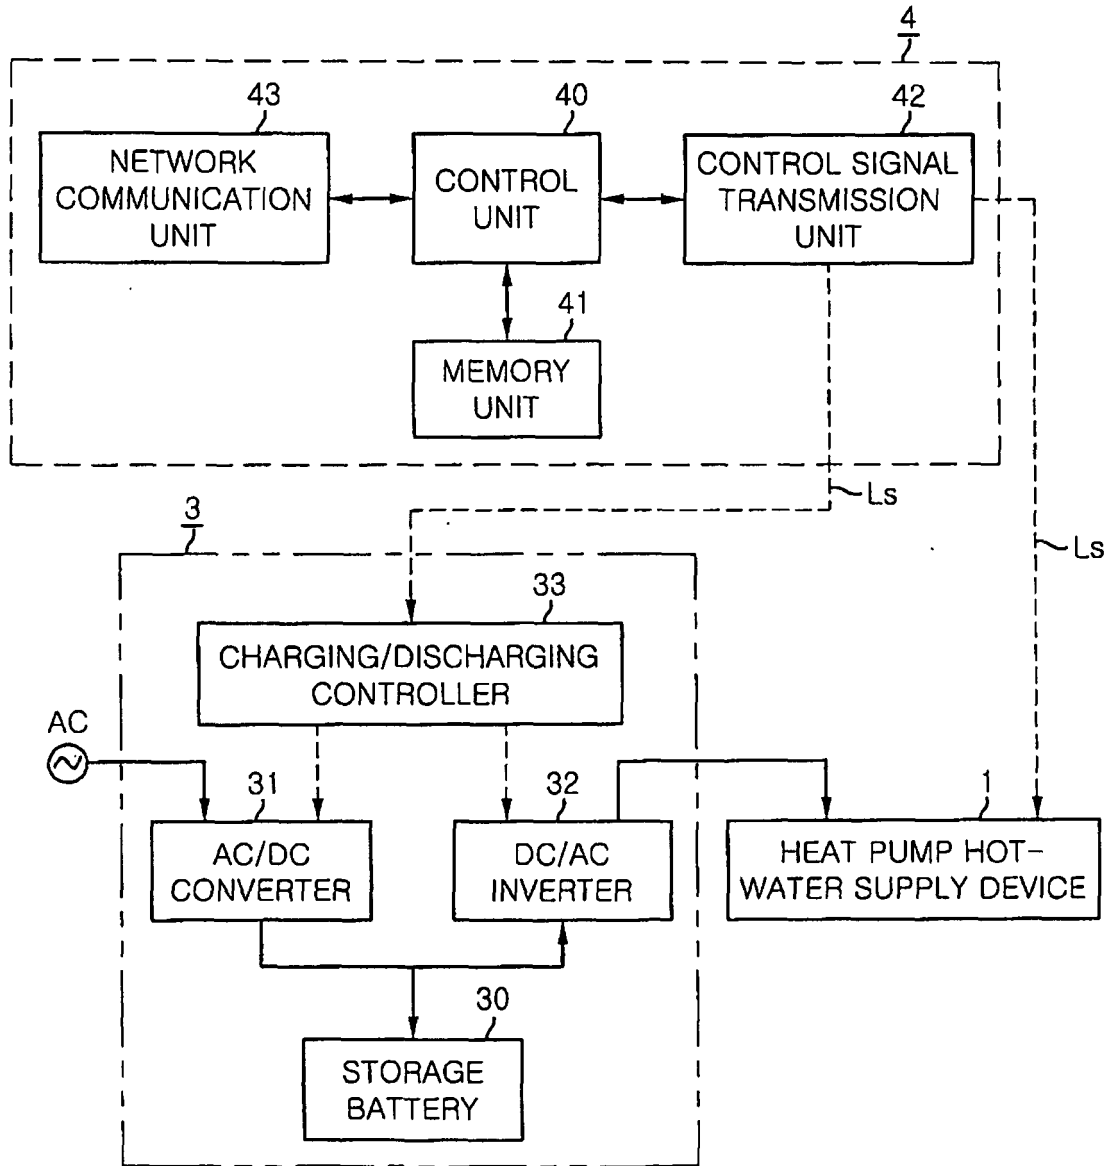 4
43
40
42
NETWORK
COMMUNICATION
UNIT
CONTROL
UNIT
CONTROL SIGNAL
TRANSMISSION
UNIT
41
MEMORY
UNIT
Ls
Ls
3
33
CHARGING/DISCHARGING
CONTROLLER
AC
31
32
1
AC/DC
CONVERTER
DC/AC
INVERTER
HEAT PUMP HOT-
WATER SUPPLY DEVICE
30
STORAGE
BATTERY